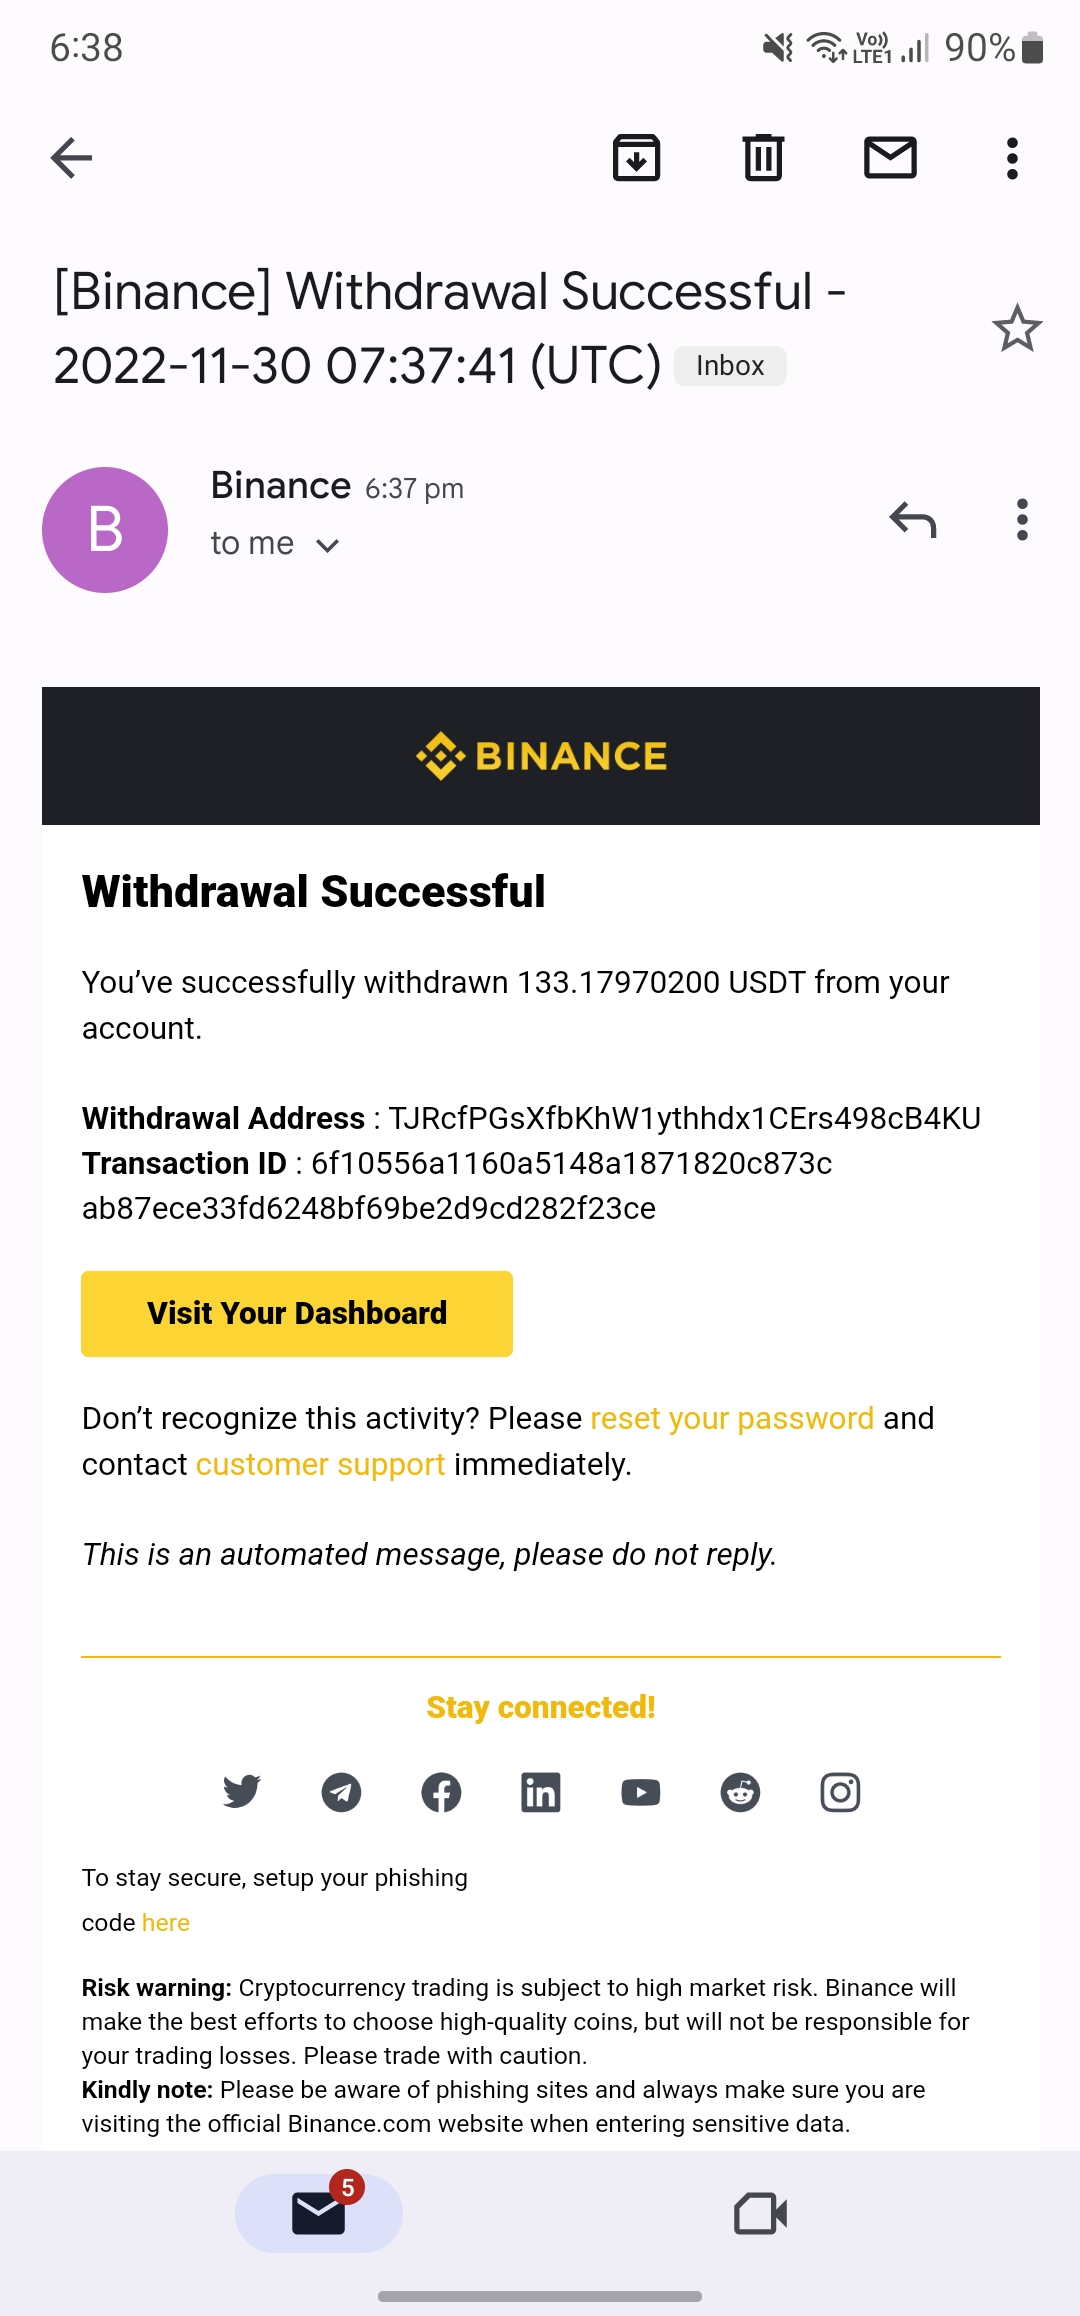 6:38
Vo))
LTE1
90%
[Binance] Withdrawal Successful -
2022-11-30 07:37:41 (UTC) Inbox
B
Binance 6:37 pm
to me
BINANCE
Withdrawal Successful
You’ve successfully withdrawn 133.17970200 USDT from your
account.
Withdrawal Address : TJRcfPGsXfbKhW1ythhdx1CErs498cB4KU
Transaction ID : 6f10556a1160a5148a1871820c873c
ab87ece33fd6248bf69be2d9cd282f23ce
Visit Your Dashboard
Don’t recognize this activity? Please reset your password and
contact customer support immediately.
This is an automated message, please do not reply.
Stay connected!
in
To stay secure, setup your phishing
code here
Risk warning: Cryptocurrency trading is subject to high market risk. Binance will
make the best efforts to choose high-quality coins, but will not be responsible for
your trading losses. Please trade with caution.
Kindly note: Please be aware of phishing sites and always make sure you are
visiting the official Binance.com website when entering sensitive data.
5